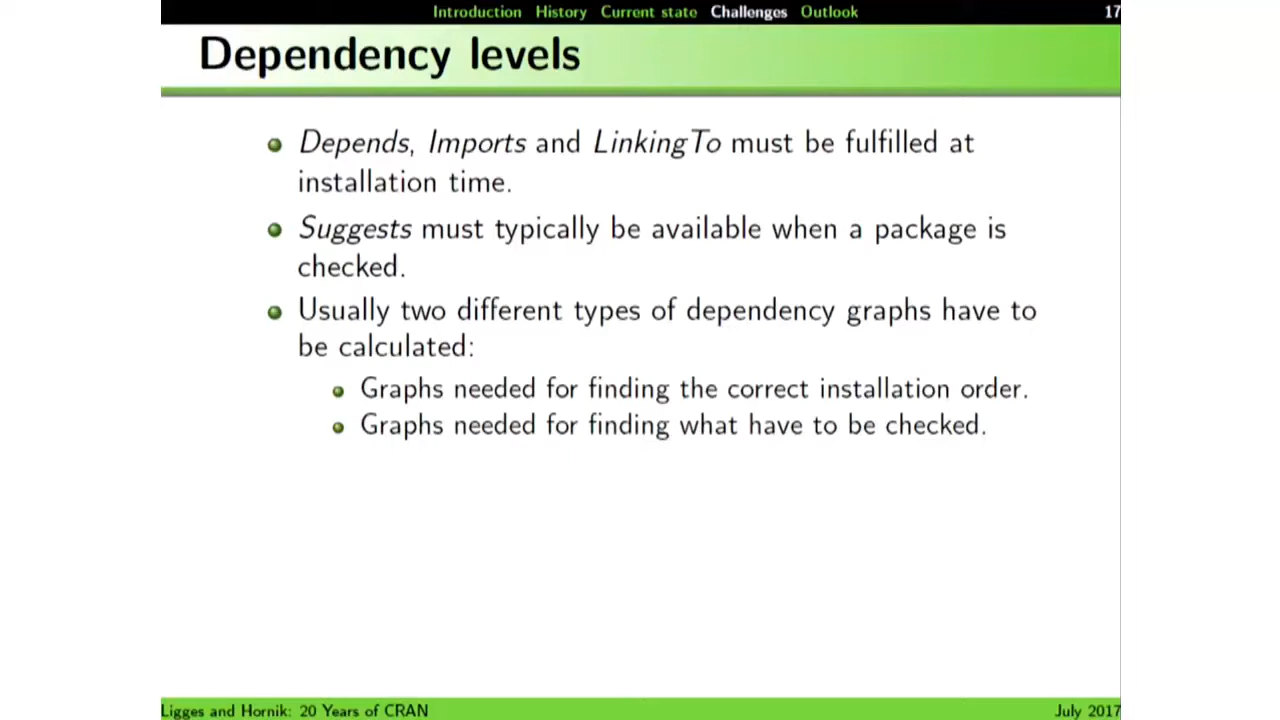 Introduction History Current state Challenges Outlook 17
Dependency levels
Depends, Imports and LinkingTo must be fulfilled at
installation time.
Suggests must typically be available when a package is
checked.
Usually two different types of dependency graphs have to
be calculated:
Graphs needed for finding the correct installation order.
Graphs needed for finding what have to be checked.
Ligges and Hornik: 20 Years of CRAN July 2017